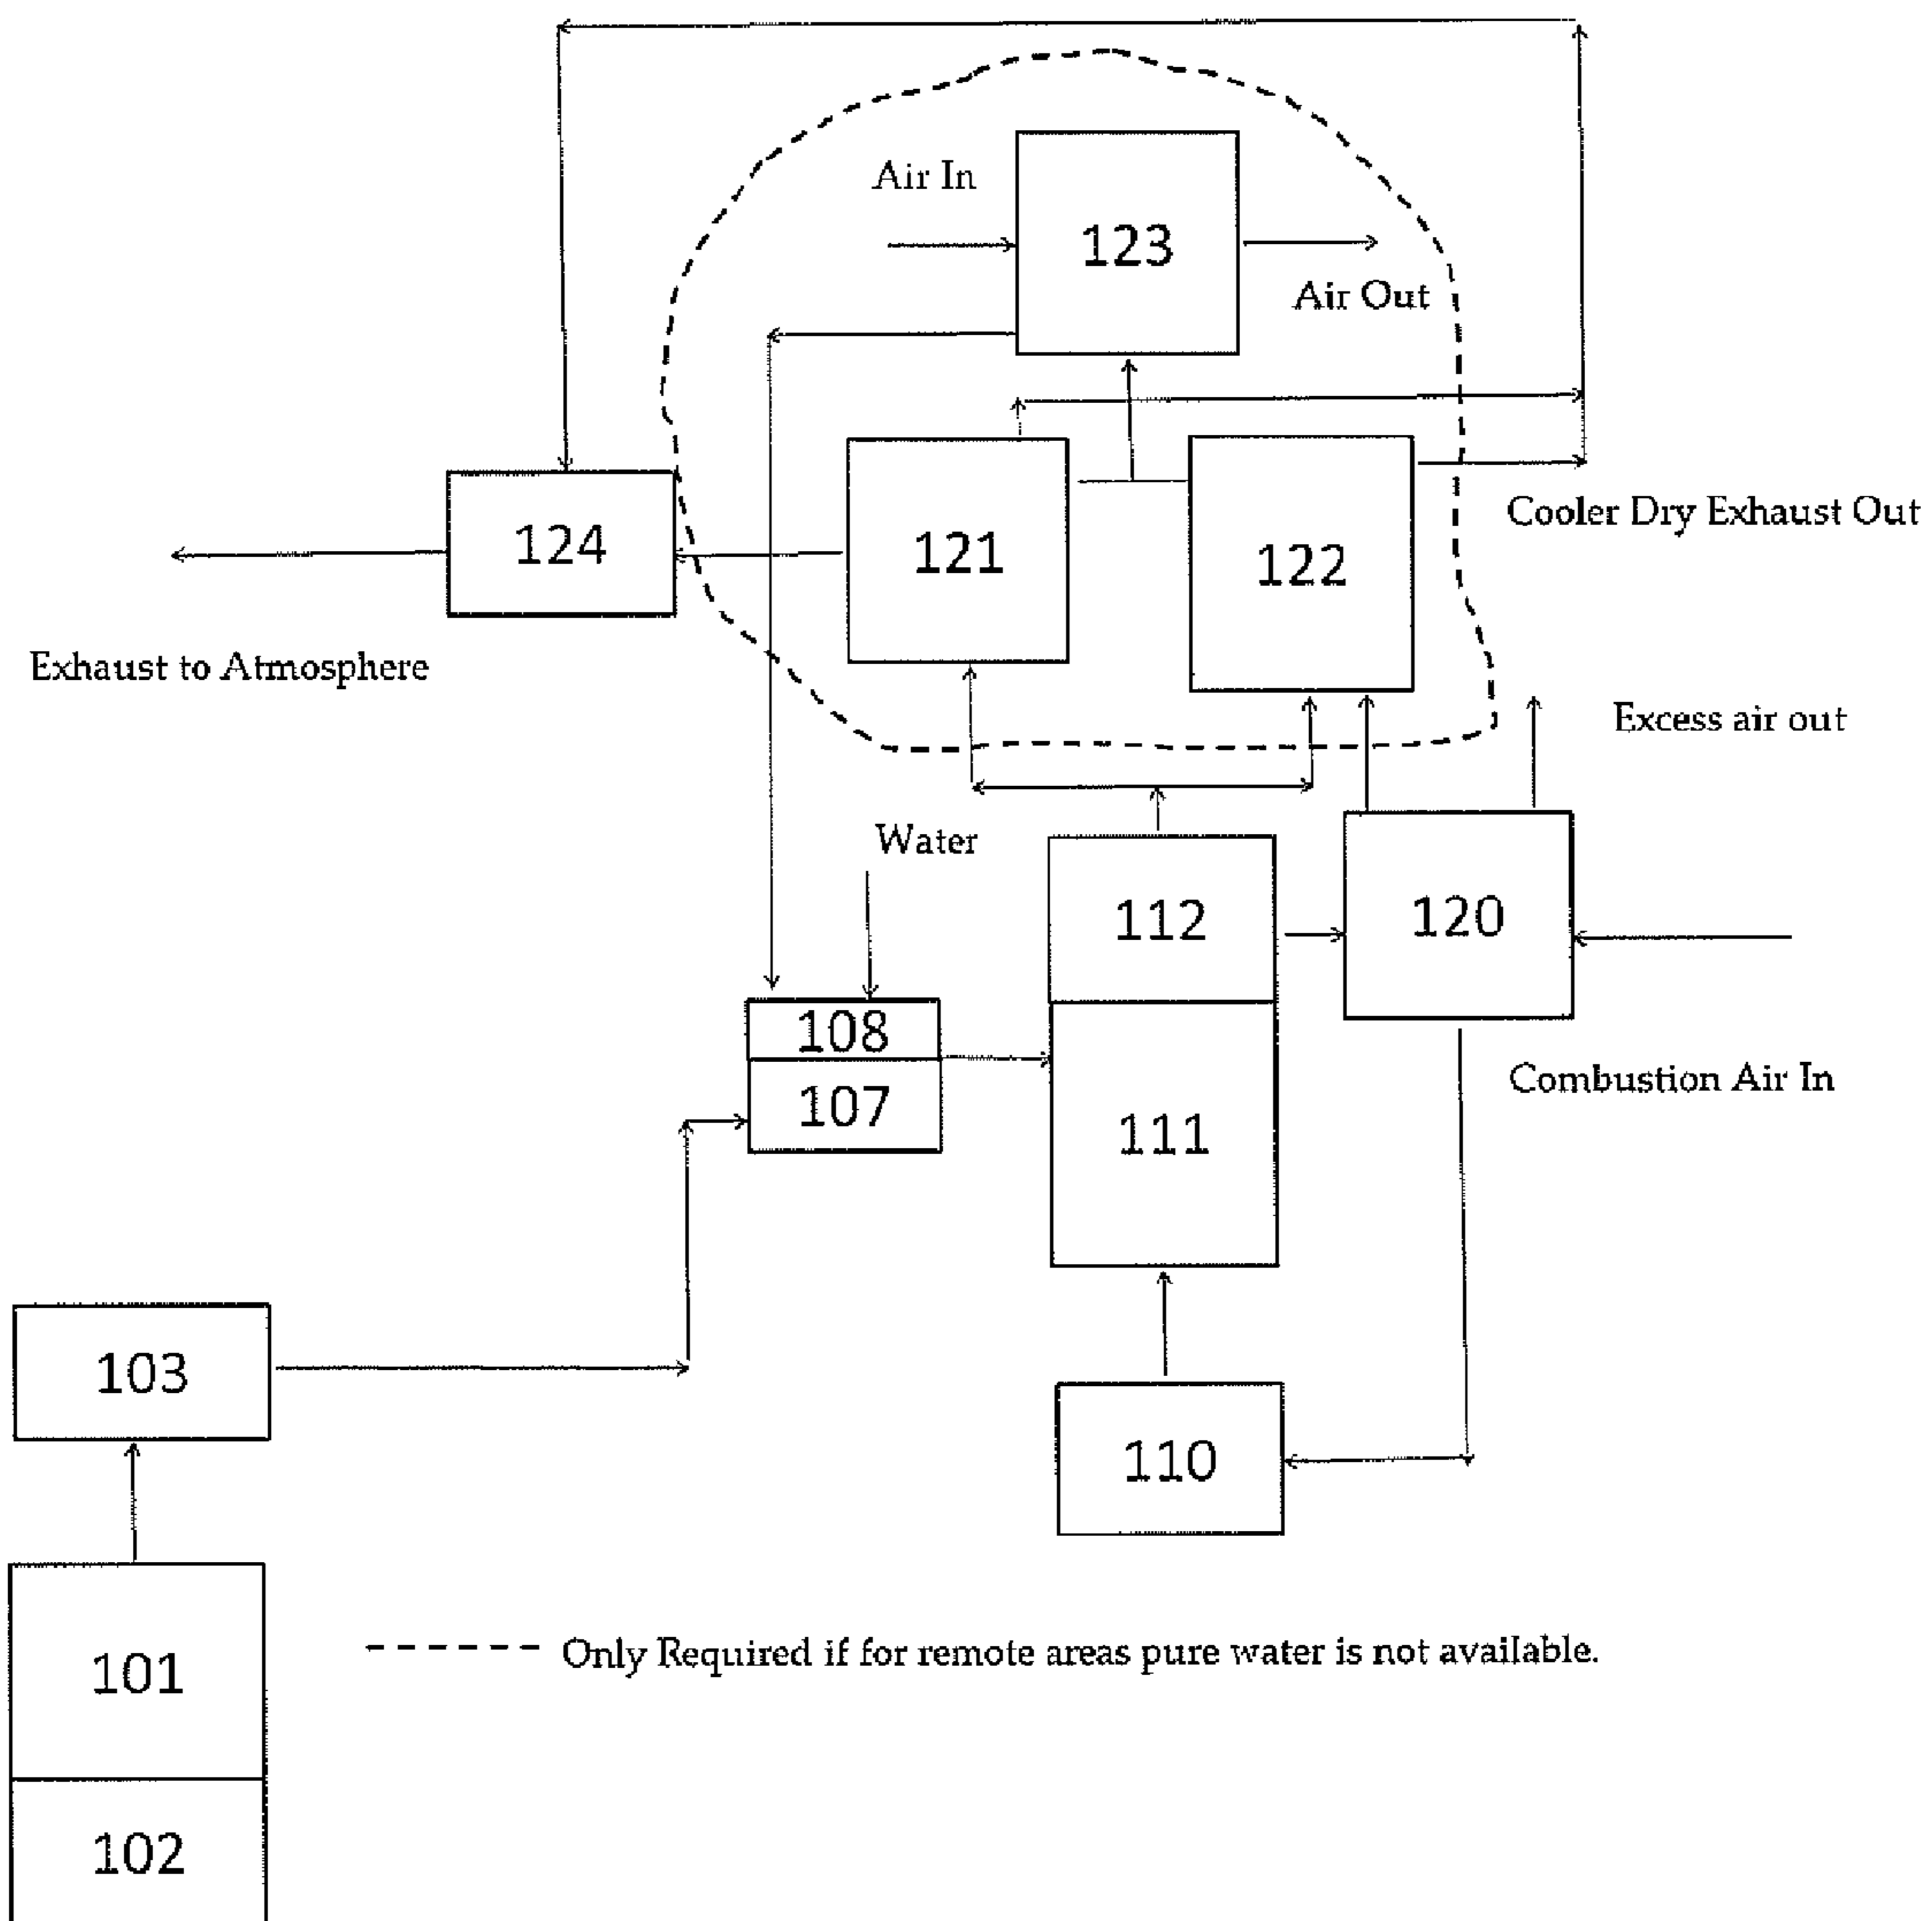 Air In
123
Air Out
124
121
122
Cooler Dry Exhaust Out
Exhaust to Atmosphere
Excess air out
Water
112
120
108
107
111
Combustion Air In
103
110
101
Only Required if for remote areas pure water is not available.
102